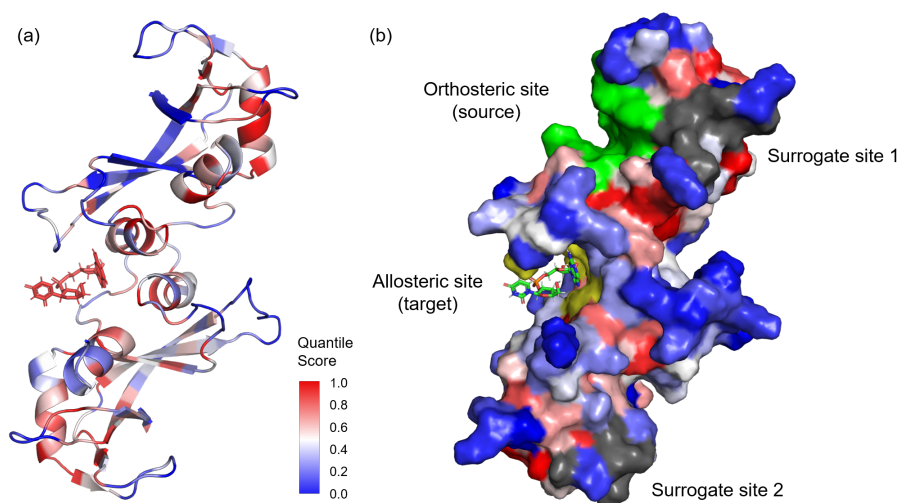 (a)
(b)
Orthosteric site
(source)
Surrogate site 1
Allosteric site
(target)
Quantile
Score
1.0
0.8
0.6
0.4
0.2
0.0
Surrogate site 2